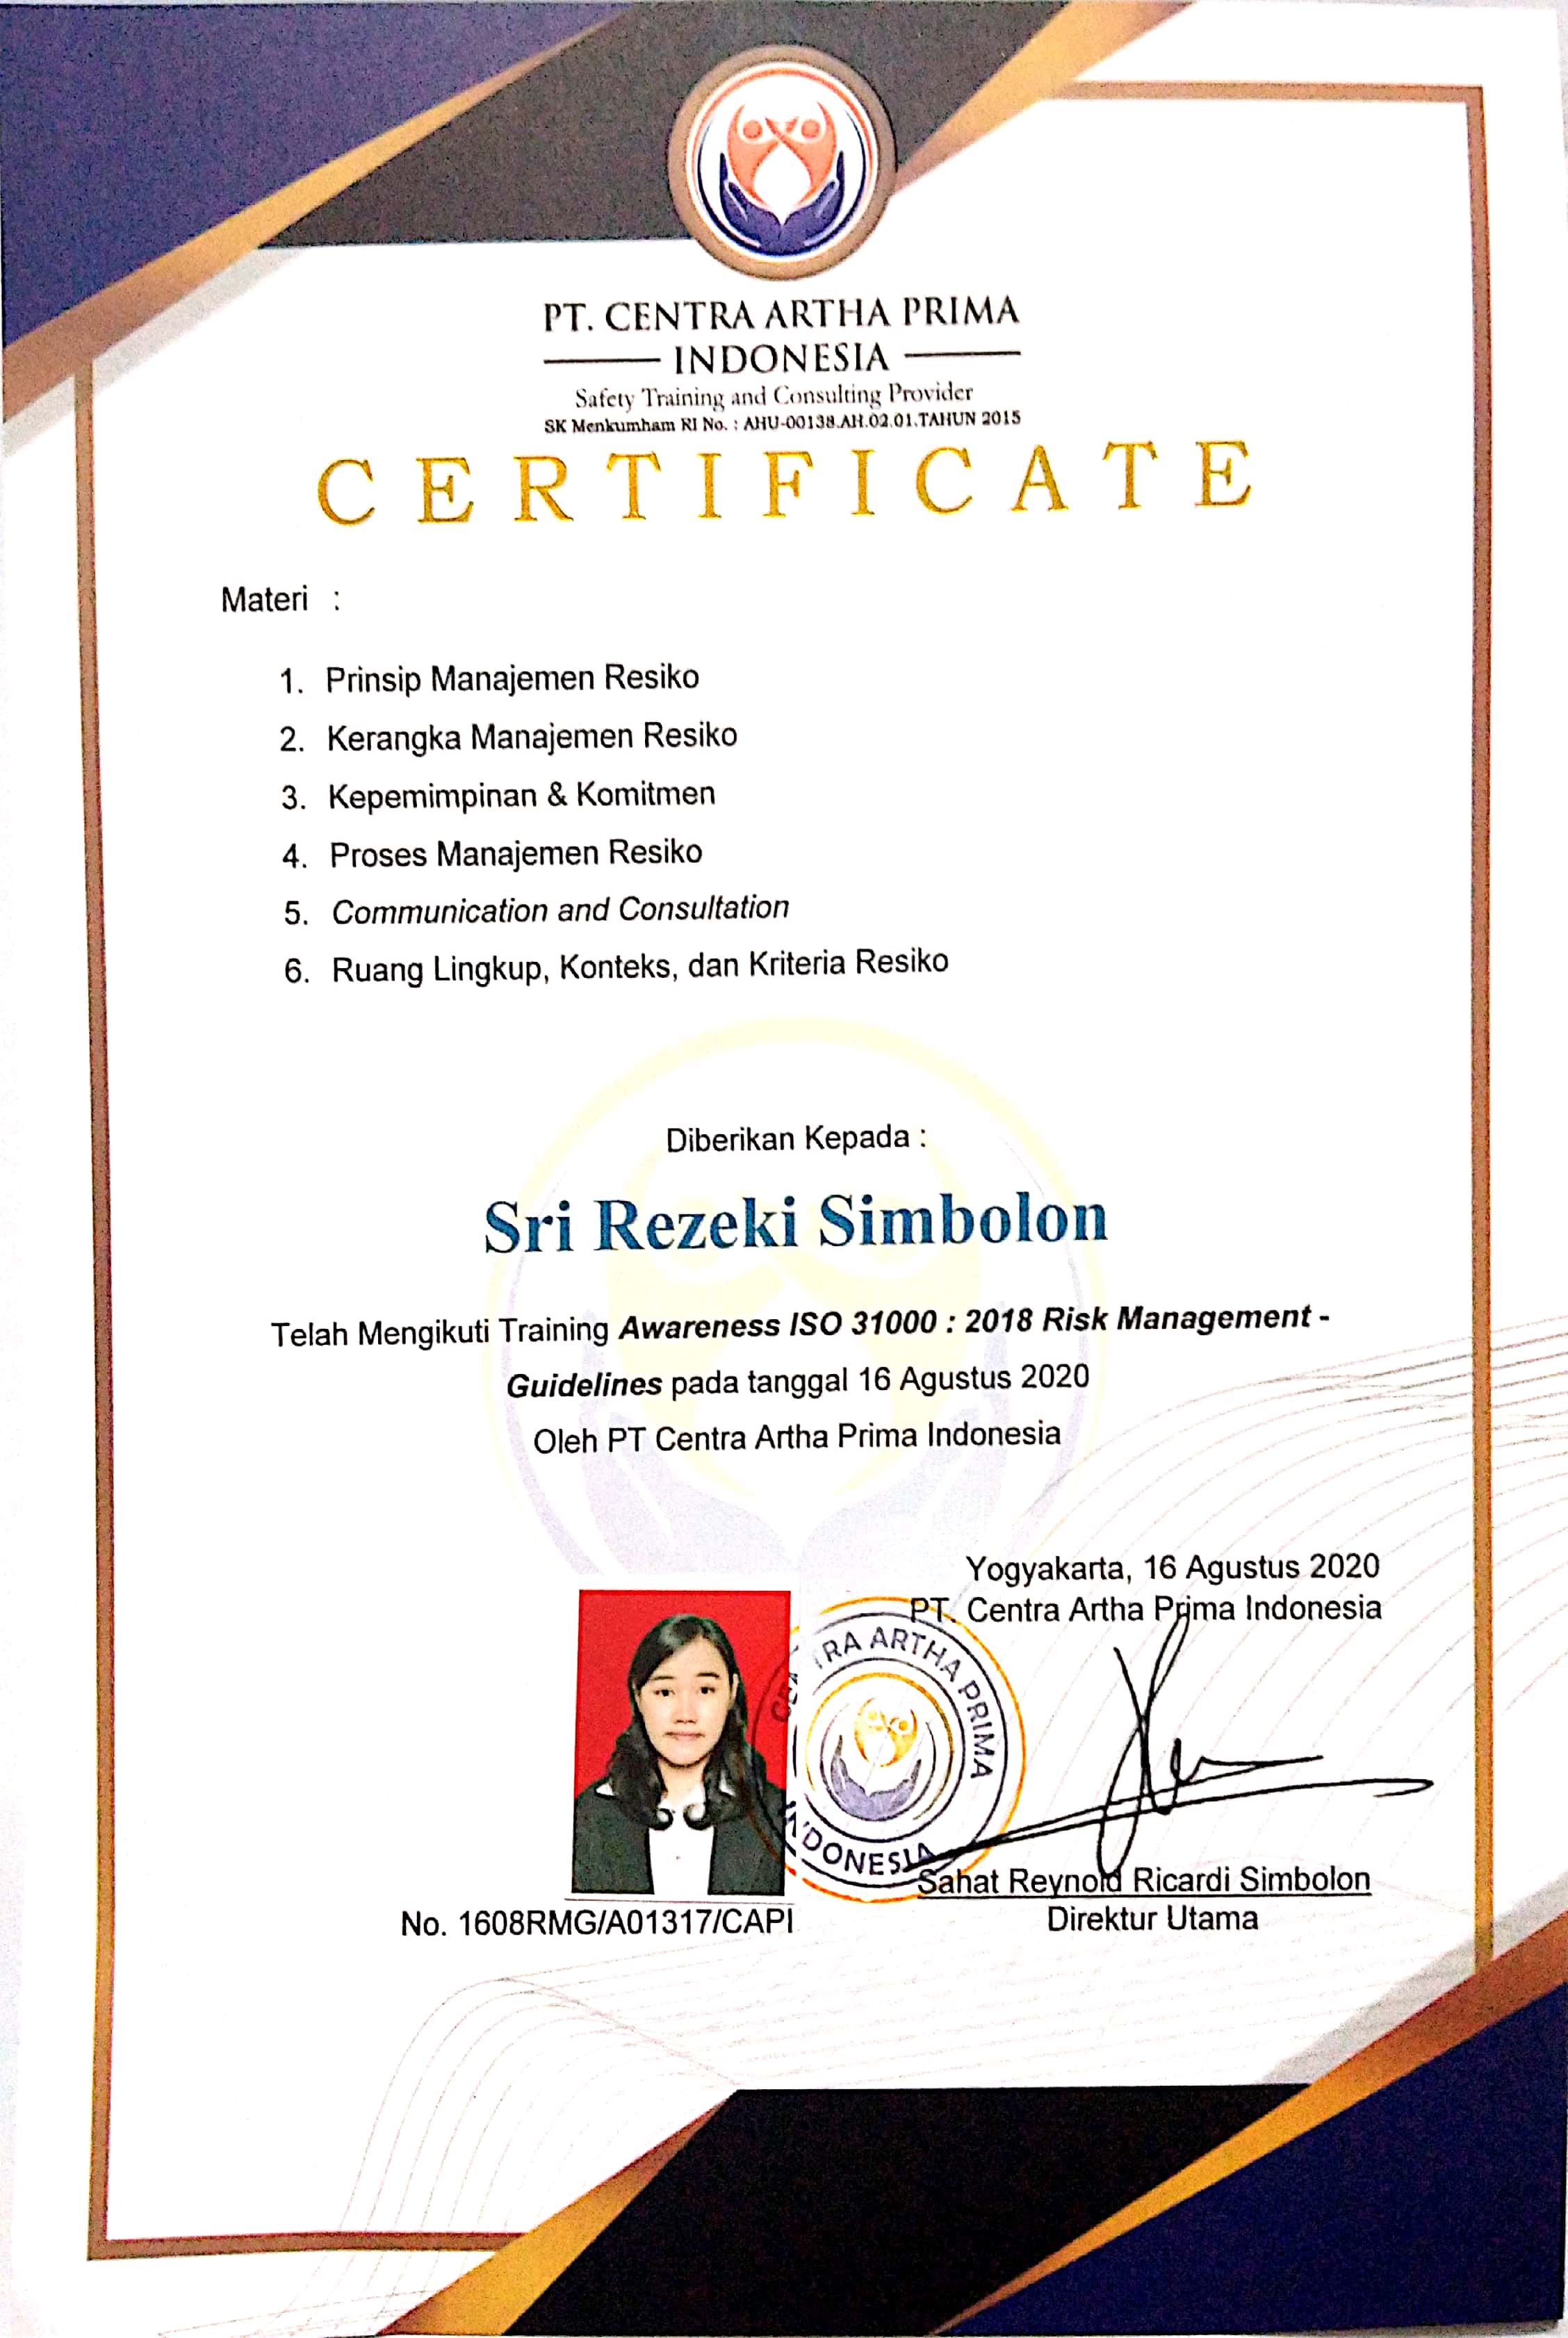 PT. CENTRA ARTHA PRIMA
INDONESIA
Safety Training and Consulting Provider
SK Menkumham RI No. : AHU-00138.AH.02.01.TAHUN 2015
CERTIFICATE
Materi :
1. Prinsip Manajemen Resiko
2. Kerangka Manajemen Resiko
3. Kepemimpinan & Komitmen
4. Proses Manajemen Resiko
5. Communication and Consultation
6. Ruang Lingkup, Konteks, dan Kriteria Resiko
Diberikan Kepada :
Sri Rezeki Simbolon
Telah Mengikuti Training Awareness ISO 31000 : 2018 Risk Management -
Guidelines pada tanggal 16 Agustus 2020
Oleh PT Centra Artha Prima Indonesia
Yogyakarta, 16 Agustus 2020
PT. Centra Artha Prima Indonesia
ARTHA PRIMA
INDONESIA
Sahat Reynold Ricardi Simbolon
Direktur Utama
No. 1608RMG/A01317/CAPI